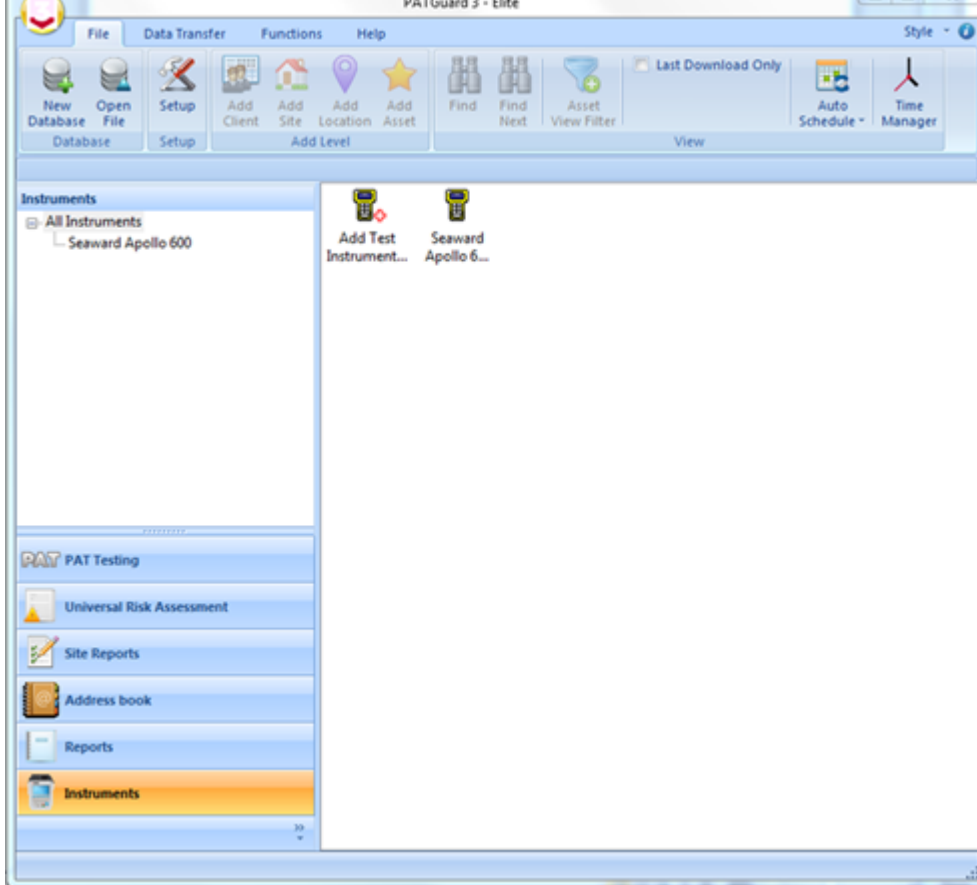 PATGuard 3 - Elite
File Data Transfer Functions Help Style
New Database
Open File
Setup
Add Client
Add Site
Add Location
Add Asset
Find
Find Next
Asset View Filter
Last Download Only
Auto Schedule
Time Manager
Database Setup Add Level View
Instruments
All Instruments
Seaward Apollo 600
Add Test Instrument...
Seaward Apollo 6...
PAT PAT Testing
Universal Risk Assessment
Site Reports
Address book
Reports
Instruments